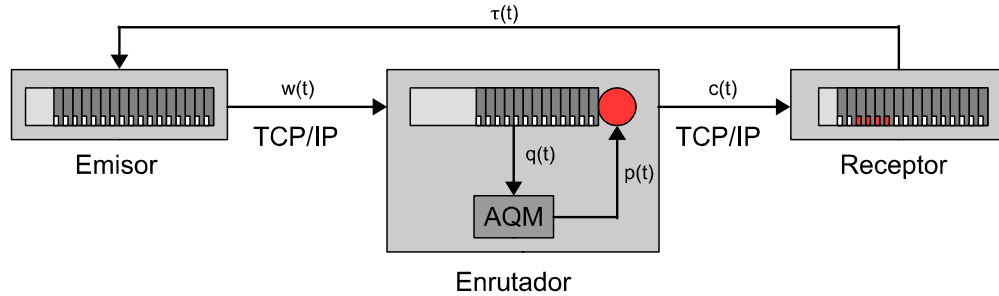 τ(t)
w(t)
c(t)
TCP/IP
TCP/IP
Emisor
q(t)
p(t)
Receptor
AQM
Enrutador